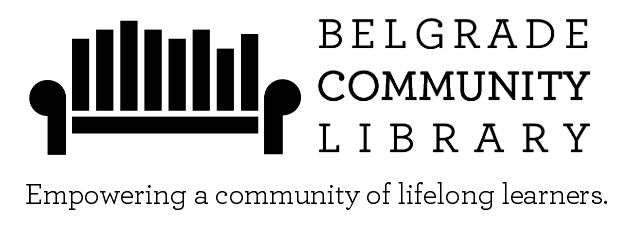 BELGRADE
COMMUNITY
LIBRARY
Empowering a community of lifelong learners.